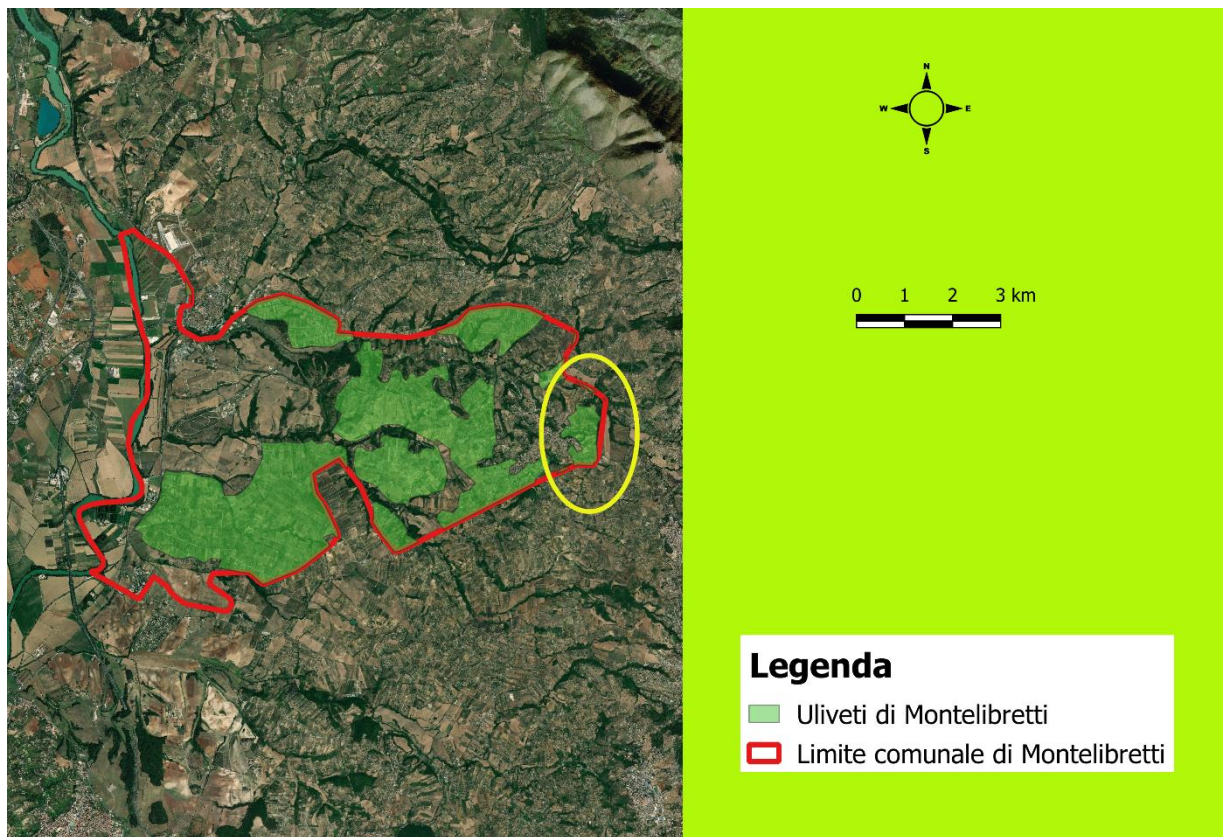 N
W E
S
0 1 2 3 km
Legenda
Uliveti di Montelibretti
Limite comunale di Montelibretti